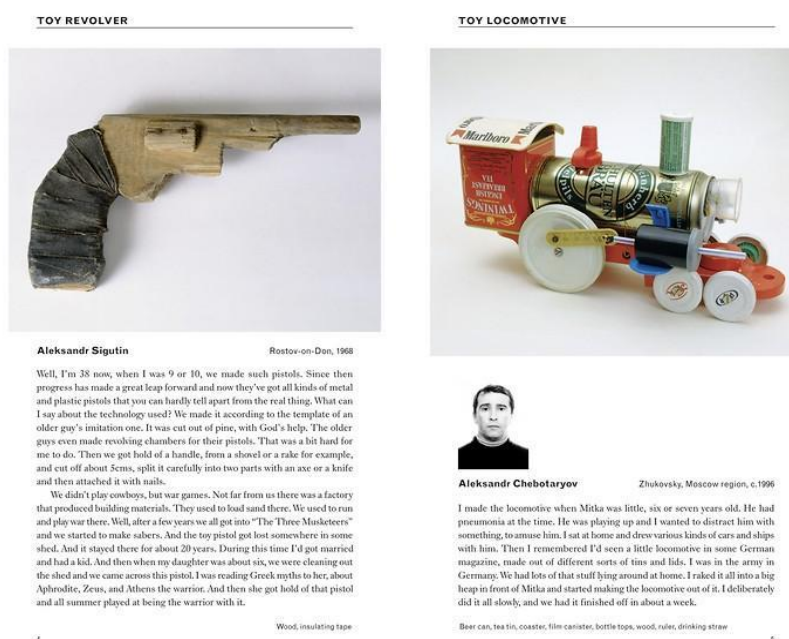 TOY REVOLVER
Aleksandr Sigutin
Rostov-on-Don, 1968
Well, I'm 38 now, when I was 9 or 10, we made such pistols. Since then
progress has made a great leap forward and now they've got all kinds of metal
and plastic pistols that you can hardly tell apart from the real thing. What can
I say about the technology used? We made it according to the template of an
older guy's imitation one. It was cut out of pine, with God's help. The older
guys even made revolving chambers for their pistols. That was a bit hard for
me to do. Then we got hold of a handle, from a shovel or a rake for example,
and cut off about 5cms, split it carefully into two parts with an axe or a knife
and then attached it with nails.
We didn't play cowboys, but war games. Not far from us there was a factory
that produced building materials. They used to load sand there. We used to run
and play war there. Well, after a few years we all got into "The Three Musketeers"
and we started to make sabers. And the toy pistol got lost somewhere in some
shed. And it stayed there for about 20 years. During this time I'd got married
and had a kid. And then when my daughter was about six, we were cleaning out
the shed and we came across this pistol. I was reading Greek myths to her, about
Aphrodite, Zeus, and Athens the warrior. And then she got hold of that pistol
and all summer played at being the warrior with it.
Wood, insulating tape
TOY LOCOMOTIVE
Marlboro
TWININGS
ENGLISH
BREAKFAST
TEA
Aleksandr Chebotaryov
Zhukovsky, Moscow region, c.1996
I made the locomotive when Mitka was little, six or seven years old. He had
pneumonia at the time. He was playing up and I wanted to distract him with
something, to amuse him. I sat at home and drew various kinds of cars and ships
with him. Then I remembered I'd seen a little locomotive in some German
magazine, made out of different sorts of tins and lids. I was in the army in
Germany. We had lots of that stuff lying around at home. I raked it all into a big
heap in front of Mitka and started making the locomotive out of it. I deliberately
did it all slowly, and we had it finished off in about a week.
Beer can, tea tin, coaster, film canister, bottle tops, wood, ruler, drinking straw